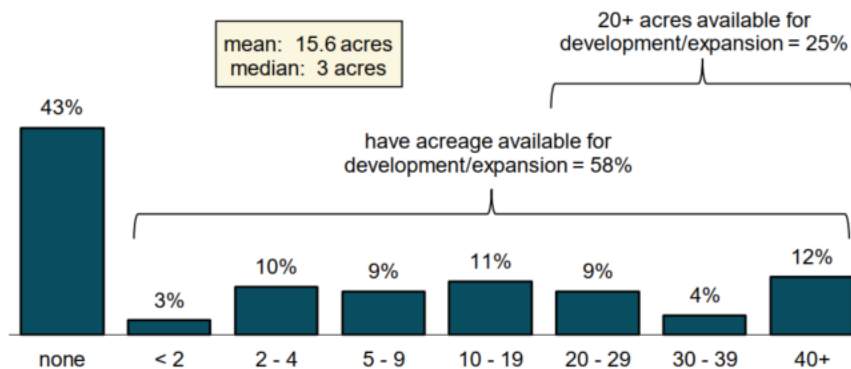 20+ acres available for
development/expansion = 25%
mean: 15.6 acres
median: 3 acres
43%
have acreage available for
development/expansion = 58%
3%
10%
9%
11%
9%
4%
12%
none
< 2
2 - 4
5 - 9
10 - 19
20 - 29
30 - 39
40+